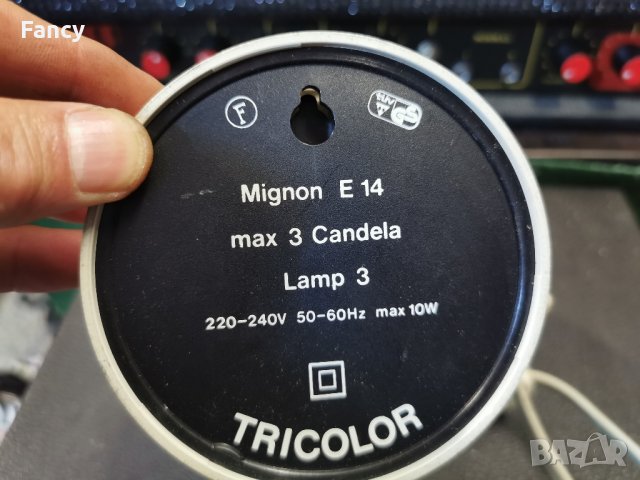 Fancy
F
Mignon E 14
max 3 Candela
Lamp 3
220-240V 50-60Hz max 10W
TRICOLOR
BAZAR